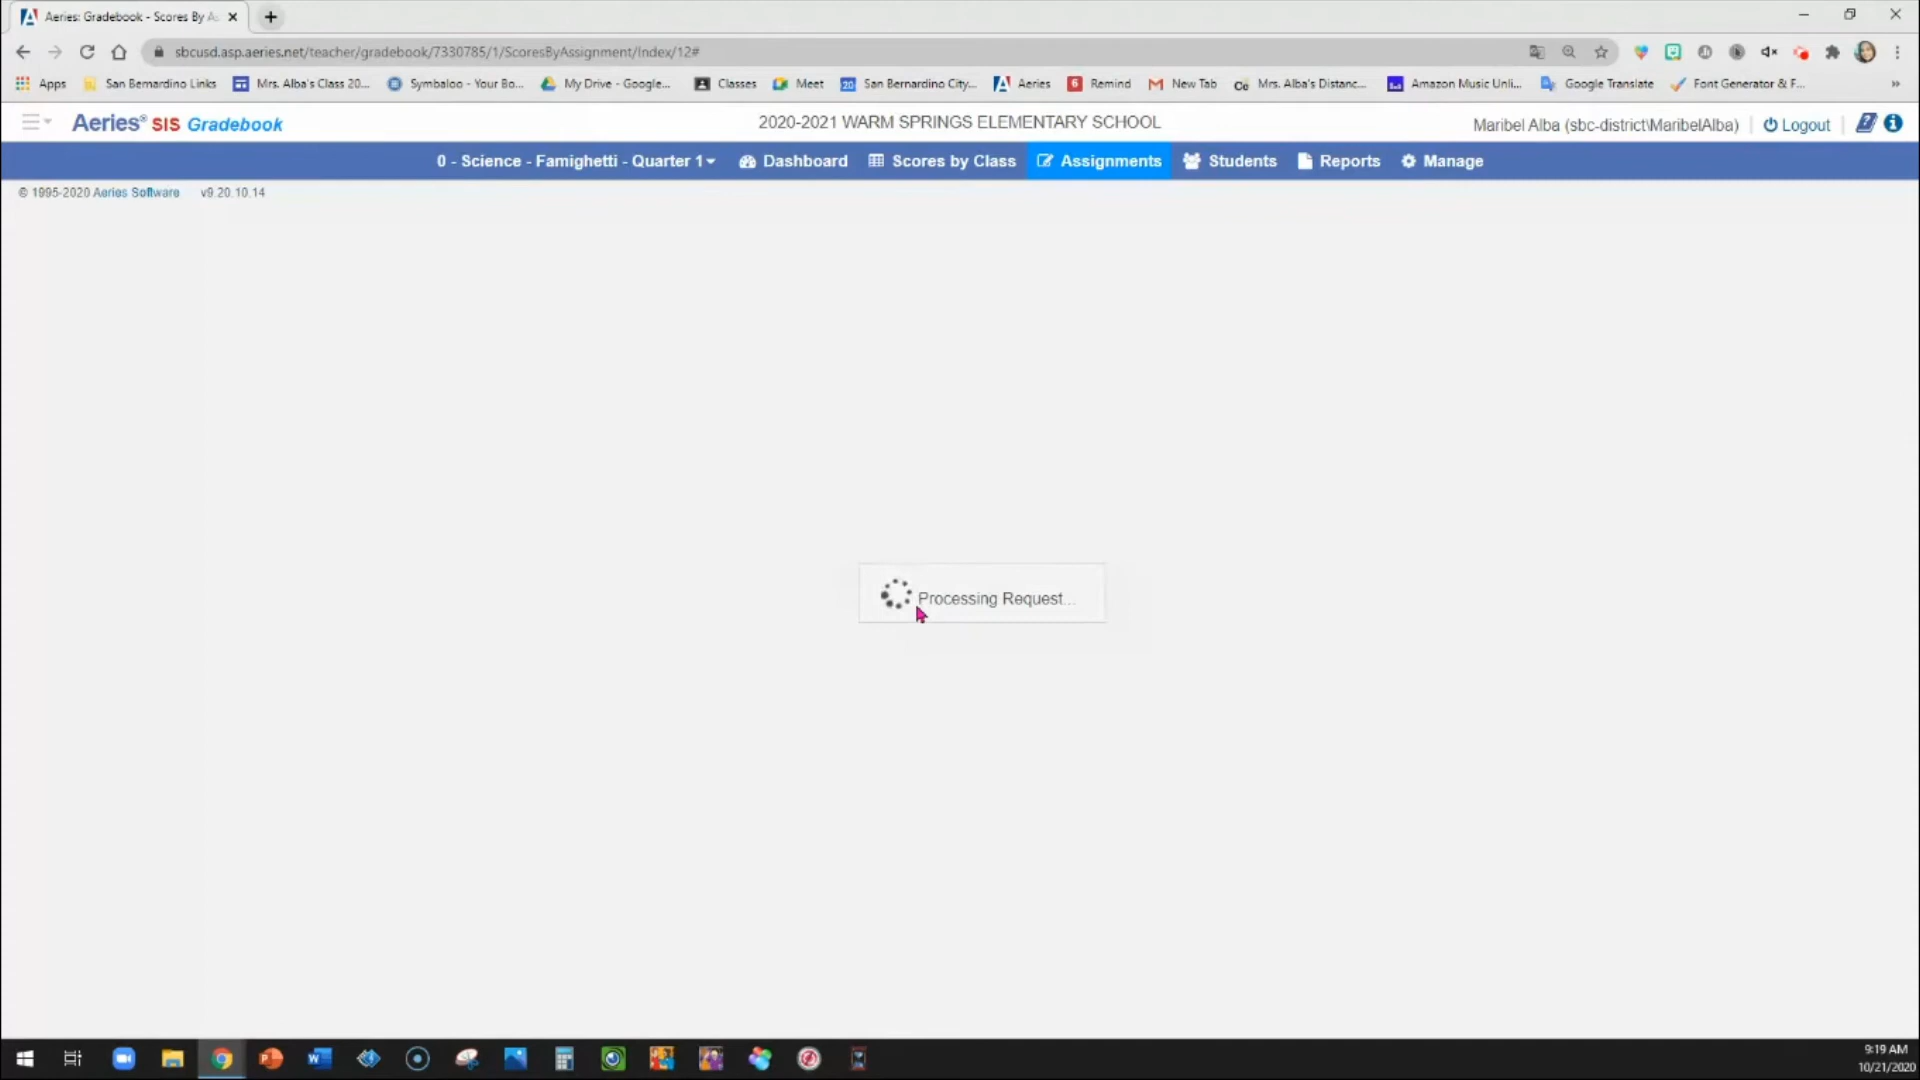 Aeries: Gradebook - Scores By A
sbcusd.asp.aeries.net/teacher/gradebook/7330785/1/ScoresByAssignment/Index/12#
Apps San Bernardino Links Mrs. Alba's Class 20... Symbaloo - Your Bo... My Drive - Google... Classes Meet 20 San Bernardino City... Aeries 6 Remind New Tab Mrs. Alba's Distanc... Amazon Music Unli... Google Translate Font Generator & F... »
Aeries® SIS Gradebook
2020-2021 WARM SPRINGS ELEMENTARY SCHOOL
Maribel Alba (sbc-district\MaribelAlba) Logout
0 - Science - Famighetti - Quarter 1 Dashboard Scores by Class Assignments Students Reports Manage
© 1995-2020 Aeries Software v9.20.10.14
Processing Request...
9:19 AM
10/21/2020